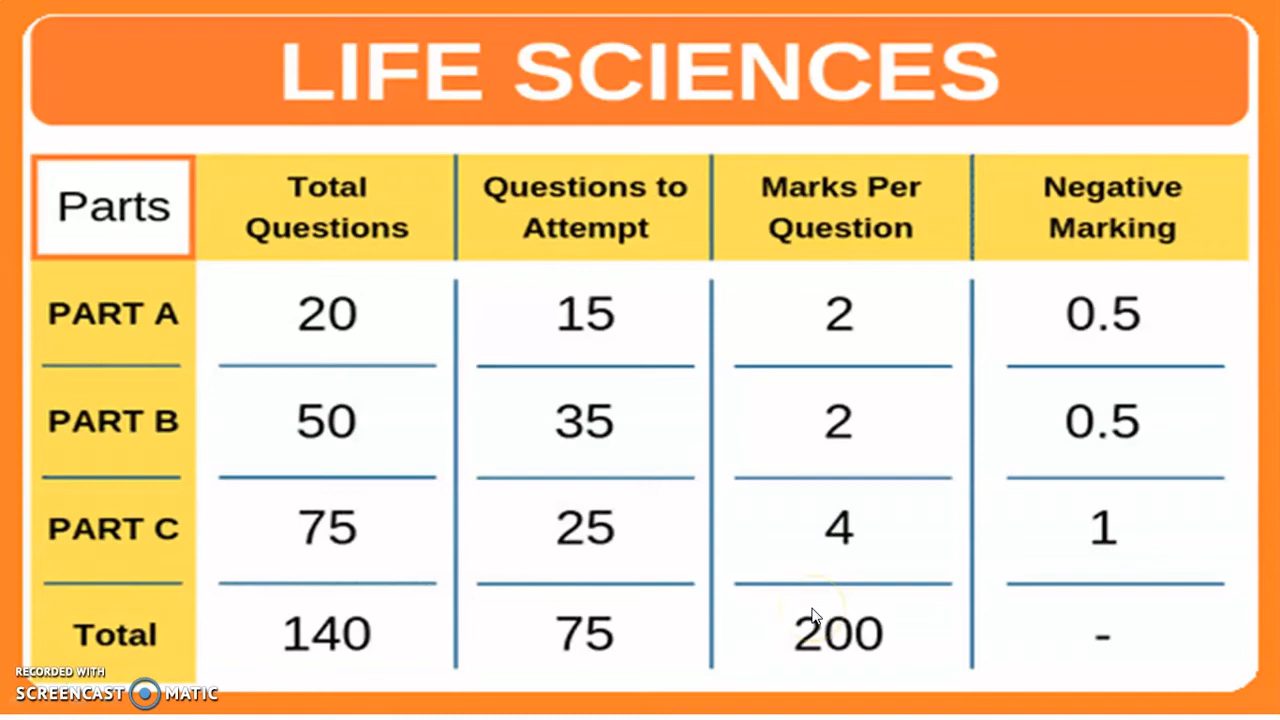 LIFE SCIENCES
Parts
Total Questions
Questions to Attempt
Marks Per Question
Negative Marking
PART A 20 15 2 0.5
PART B 50 35 2 0.5
PART C 75 25 4 1
Total 140 75 200 -
RECORDED WITH
SCREENCAST MATIC